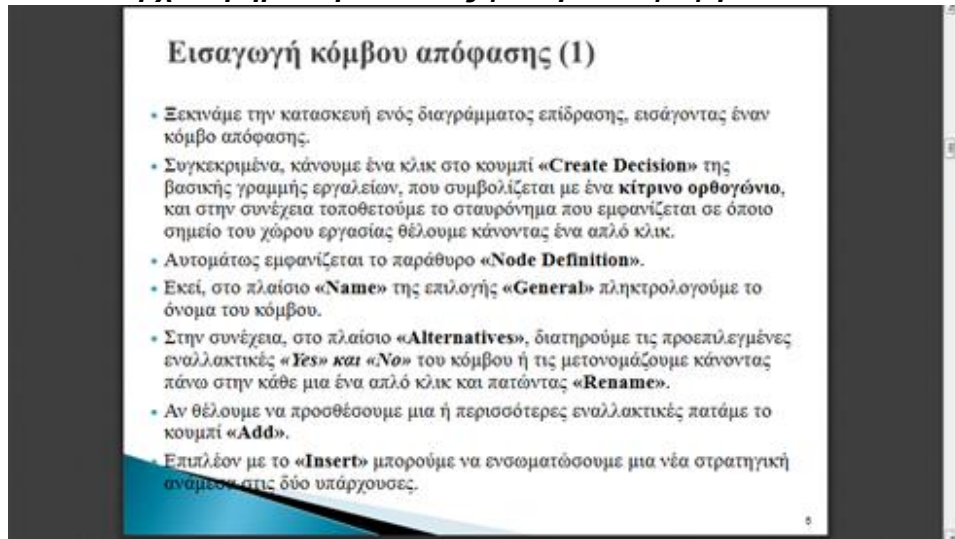 Εισαγωγή κόμβου απόφασης (1)
• Ξεκινάμε την κατασκευή ενός διαγράμματος επίδρασης, εισάγοντας έναν
κόμβο απόφασης.
• Συγκεκριμένα, κάνουμε ένα κλικ στο κουμπί «Create Decision» της
βασικής γραμμής εργαλείων, που συμβολίζεται με ένα κίτρινο ορθογώνιο,
και στην συνέχεια τοποθετούμε το σταυρόνημα που εμφανίζεται σε όποιο
σημείο του χώρου εργασίας θέλουμε κάνοντας ένα απλό κλικ.
• Αυτομάτως εμφανίζεται το παράθυρο «Node Definition».
• Εκεί, στο πλαίσιο «Name» της επιλογής «General» πληκτρολογούμε το
όνομα του κόμβου.
• Στην συνέχεια, στο πλαίσιο «Alternatives», διατηρούμε τις προεπιλεγμένες
εναλλακτικές «Yes» και «No» του κόμβου ή τις μετονομάζουμε κάνοντας
πάνω στην κάθε μια ένα απλό κλικ και πατώντας «Rename».
• Αν θέλουμε να προσθέσουμε μια ή περισσότερες εναλλακτικές πατάμε το
κουμπί «Add».
• Επιπλέον με το «Insert» μπορούμε να ενσωματώσουμε μια νέα στρατηγική
ανάμεσα στις δύο υπάρχουσες.